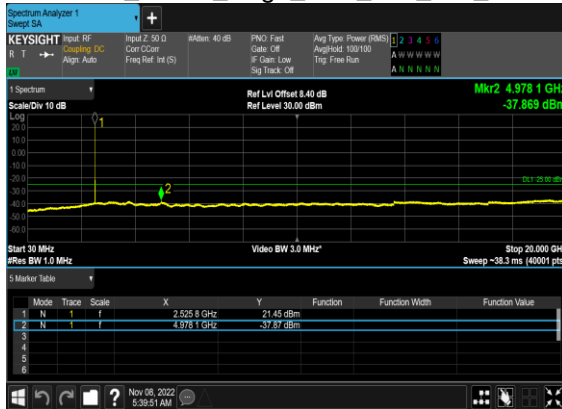 Spectrum Analyzer 1
Swept SA
+
KEYSIGHT Input: RF Input Z: 50 Ω #Atten: 40 dB PNO: Fast Avg Type: Power (RMS) 1 2 3 4 5 6
R T Coupling: DC Corr CCorr Gate: Off Avg|Hold: 100/100 A W W W W W
Align: Auto Freq Ref: Int (S) IF Gain: Low Trig: Free Run
LXI Sig Track: Off A N N N N N
1 Spectrum Ref Lvl Offset 8.40 dB Mkr2 4.978 1 GHz
Scale/Div 10 dB Ref Level 30.00 dBm -37.869 dBm
Log
20.0 1
10.0
0.00
-10.0
-20.0 DL1 -25.00 dBm
-30.0 2
-40.0
-50.0
-60.0
Start 30 MHz Video BW 3.0 MHz* Stop 20.000 GHz
#Res BW 1.0 MHz Sweep ~38.3 ms (40001 pts)
5 Marker Table
Mode Trace Scale X Y Function Function Width Function Value
1 N 1 f 2.525 8 GHz 21.45 dBm
2 N 1 f 4.978 1 GHz -37.87 dBm
3
4
5
6
? Nov 08, 2022
5:39:51 AM